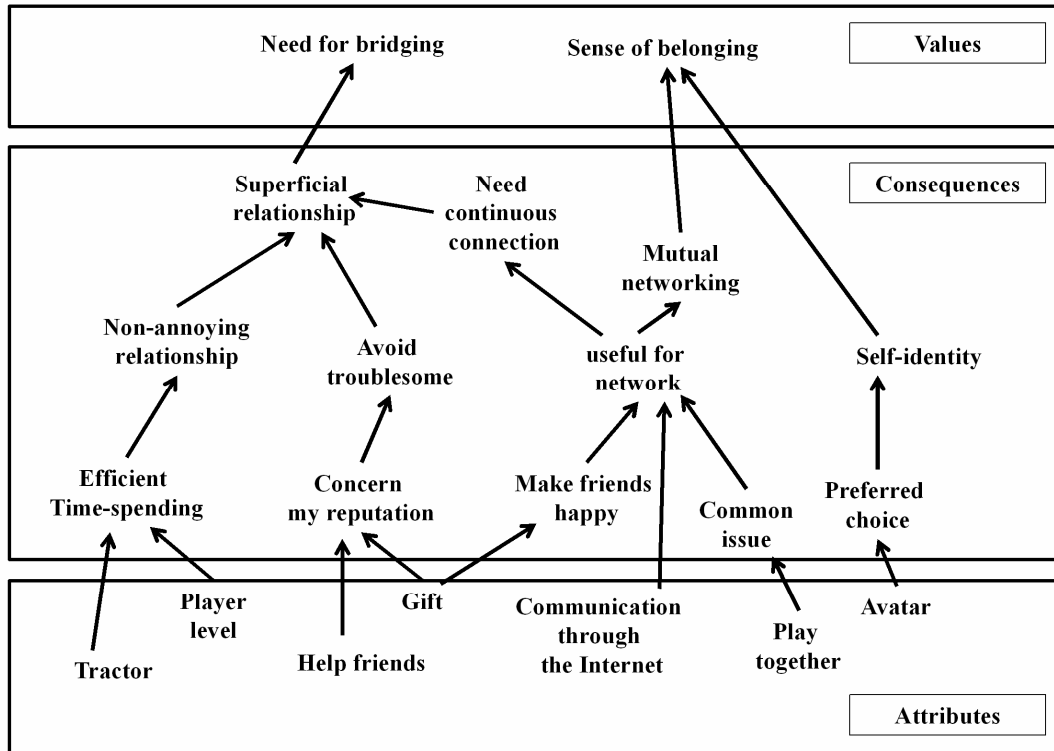 Need for bridging
Sense of belonging
Values
Superficial
relationship
Need
continuous
connection
Consequences
Mutual
networking
Non-annoying
relationship
Avoid
troublesome
useful for
network
Self-identity
Efficient
Time-spending
Concern
my reputation
Make friends
happy
Common
issue
Preferred
choice
Player
level
Gift
Communication
through
the Internet
Avatar
Tractor
Help friends
Play
together
Attributes